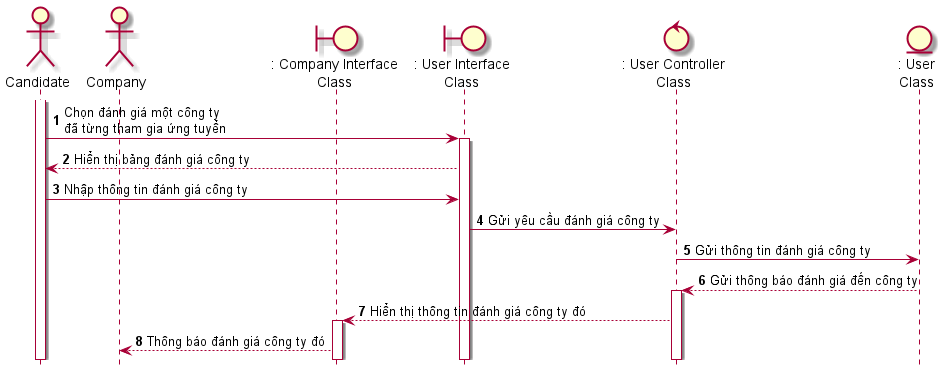 Candidate
Company
: Company Interface
Class
: User Interface
Class
: User Controller
Class
: User
Class
1 Chọn đánh giá một công ty
đã từng tham gia ứng tuyển
2 Hiển thị bảng đánh giá công ty
3 Nhập thông tin đánh giá công ty
4 Gửi yêu cầu đánh giá công ty
5 Gửi thông tin đánh giá công ty
6 Gửi thông báo đánh giá đến công ty
7 Hiển thị thông tin đánh giá công ty đó
8 Thông báo đánh giá công ty đó